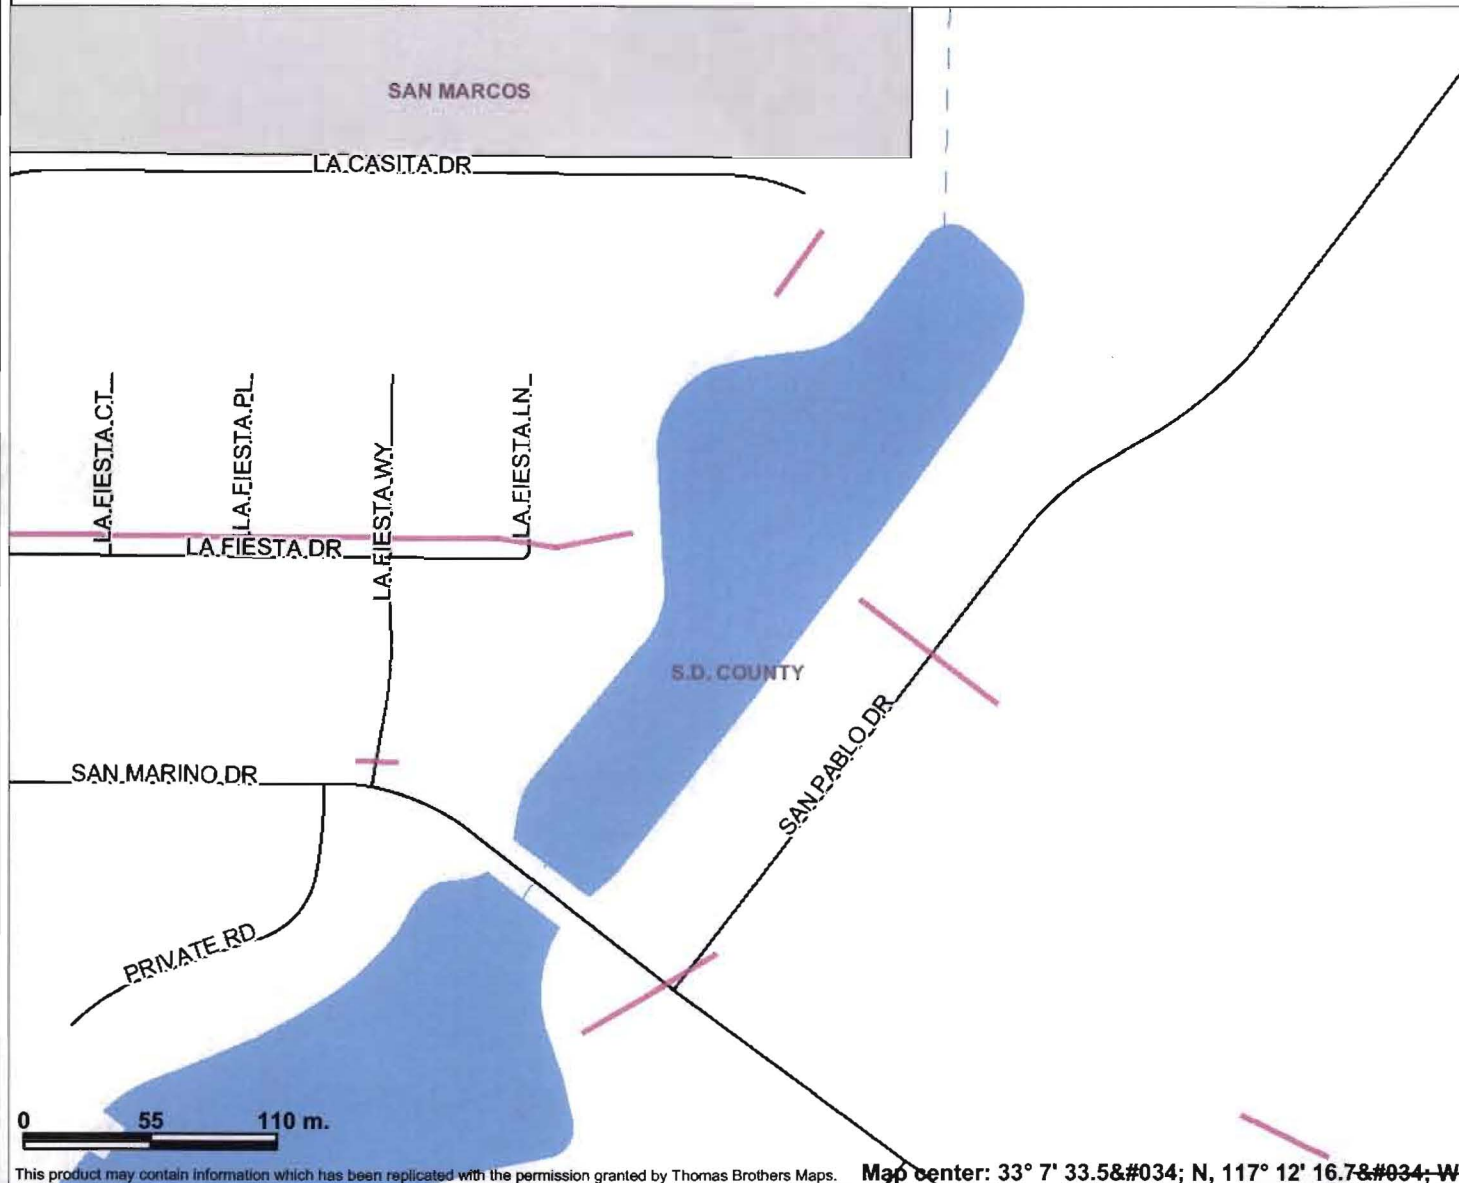 SAN MARCOS
LA CASITA DR
LA FIESTA CT
LA FIESTA PL
LA FIESTA WY
LA FIESTA LN
LA FIESTA DR
S.D. COUNTY
SAN PABLO DR
SAN MARINO DR
PRIVATE RD
0 55 110 m.
This product may contain information which has been replicated with the permission granted by Thomas Brothers Maps. Map center: 33° 7' 33.5&#034; N, 117° 12' 16.7&#034; W